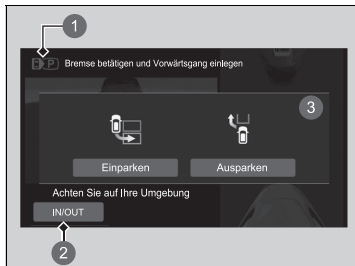 1
P Bremse betätigen und Vorwärtsgang einlegen
3
Einparken Ausparken
Achten Sie auf Ihre Umgebung
IN/OUT
2